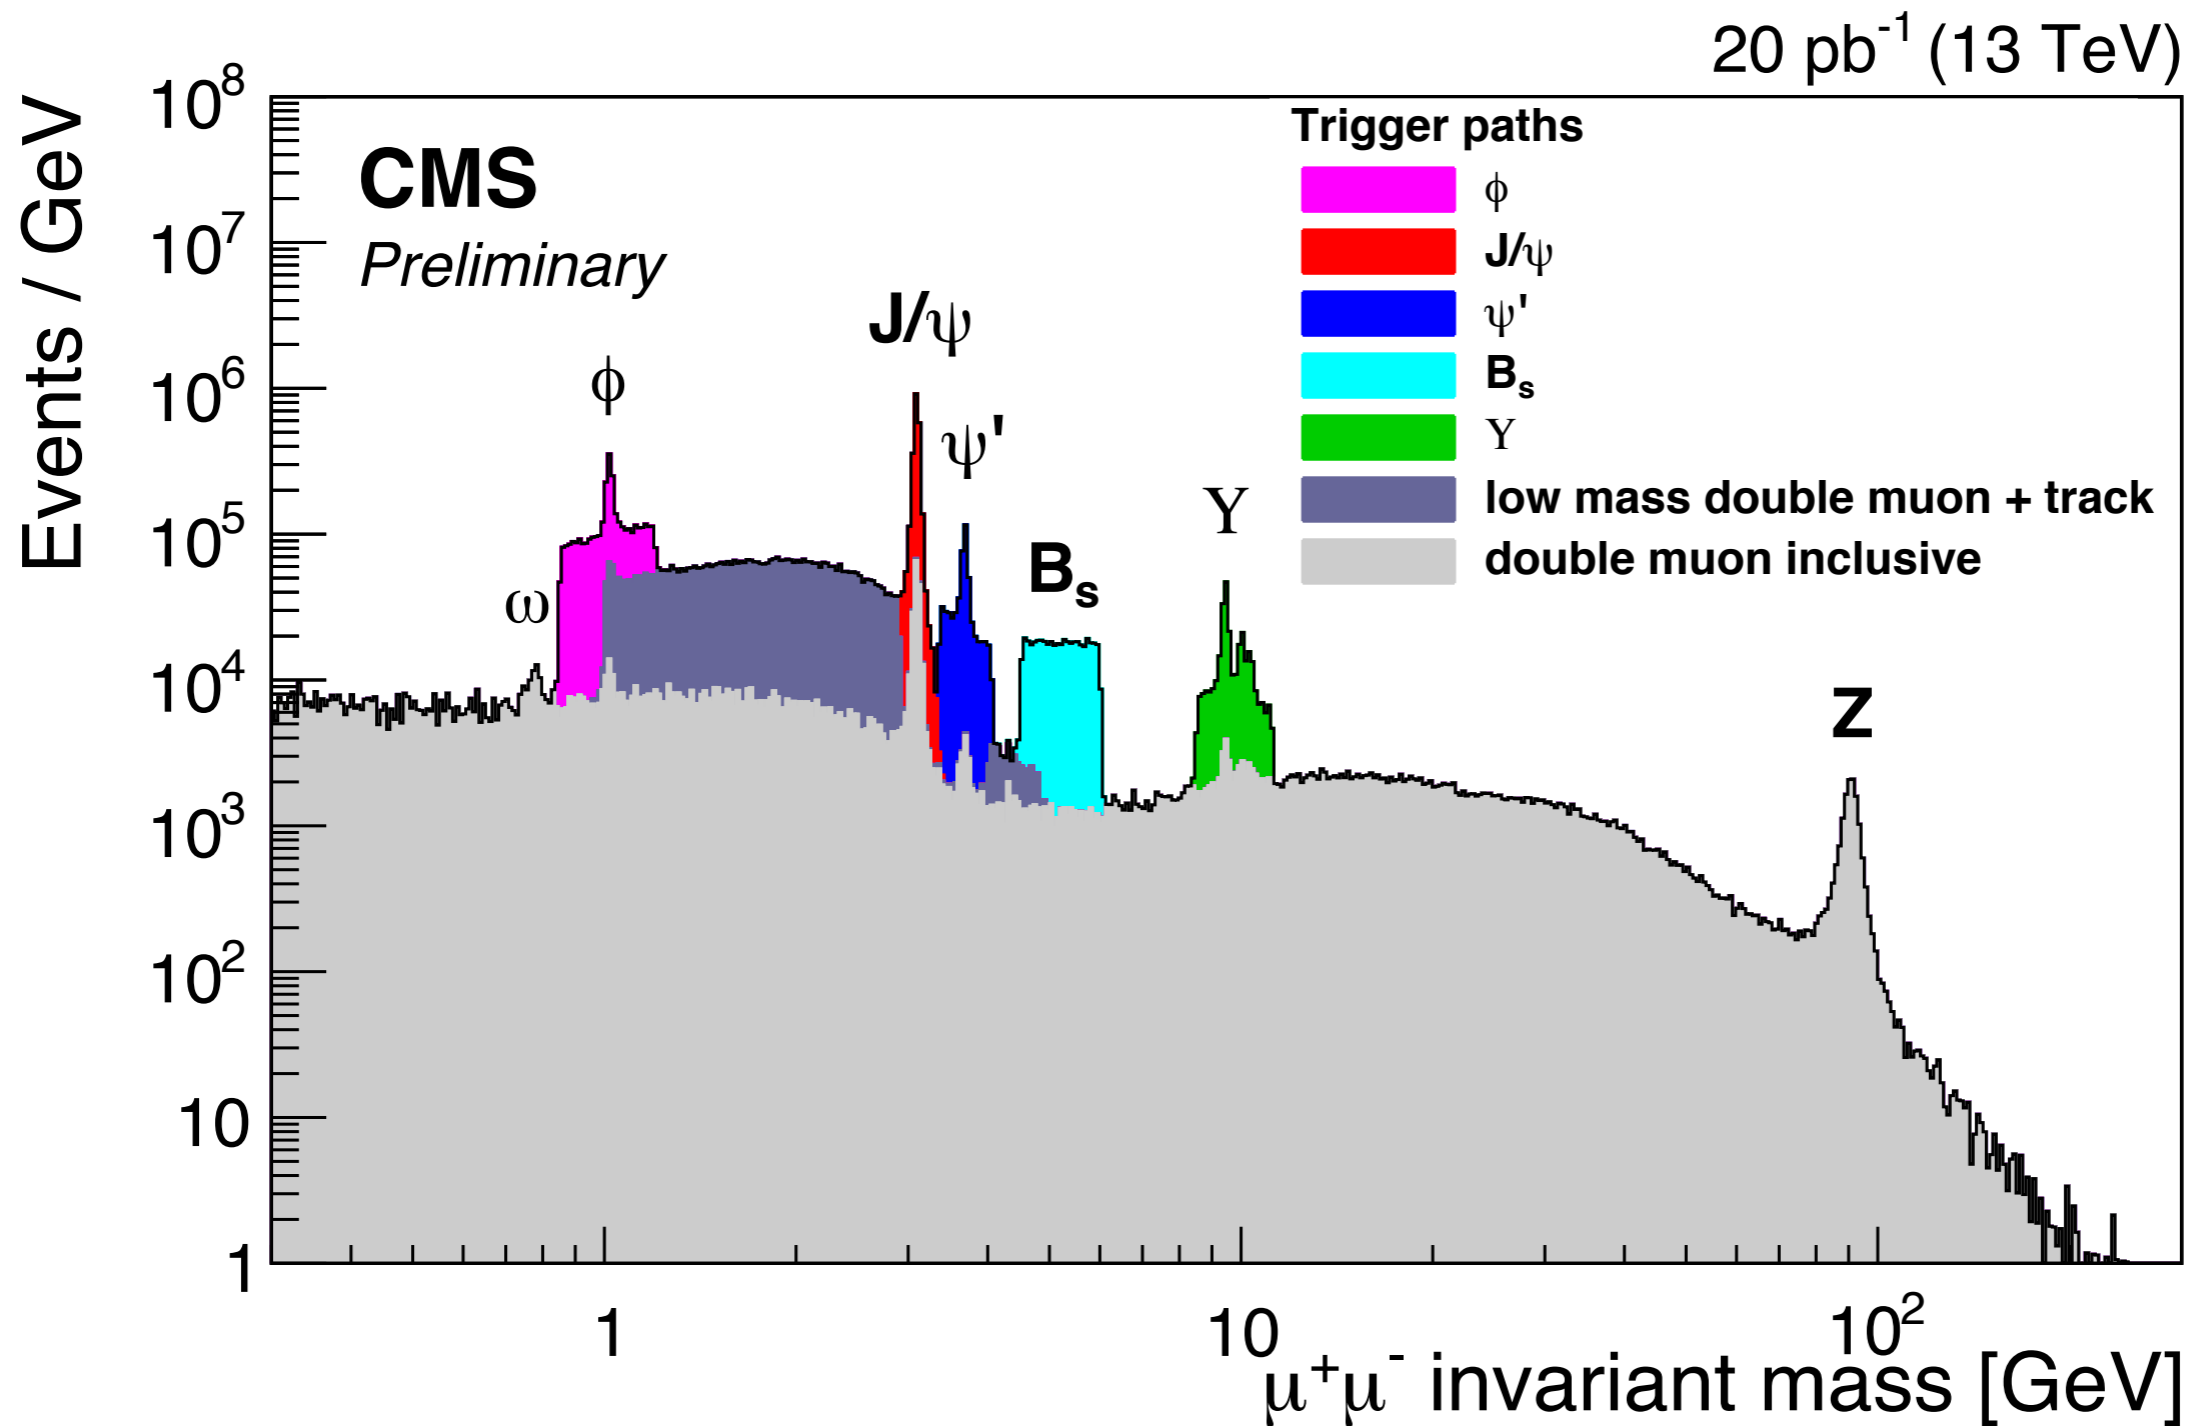 20 pb⁻¹ (13 TeV)
Events / GeV
10⁸
10⁷
10⁶
10⁵
10⁴
10³
10²
10
1
CMS
Preliminary
Trigger paths
ϕ
J/ψ
ψ'
Bₛ
Υ
low mass double muon + track
double muon inclusive
ω
ϕ
J/ψ
ψ'
Bₛ
Υ
Z
1
10
10²
μ⁺μ⁻ invariant mass [GeV]